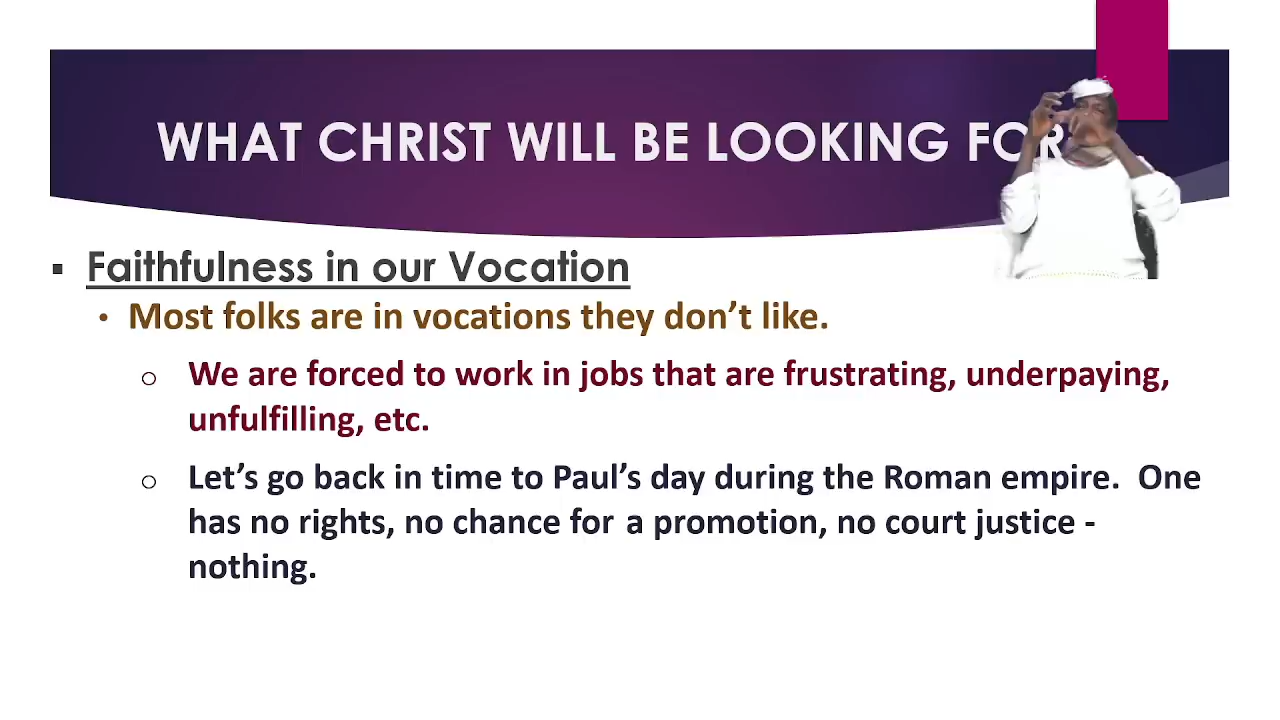 WHAT CHRIST WILL BE LOOKING FOR
▪ Faithfulness in our Vocation
• Most folks are in vocations they don’t like.
o We are forced to work in jobs that are frustrating, underpaying,
unfulfilling, etc.
o Let’s go back in time to Paul’s day during the Roman empire.  One
has no rights, no chance for a promotion, no court justice -
nothing.